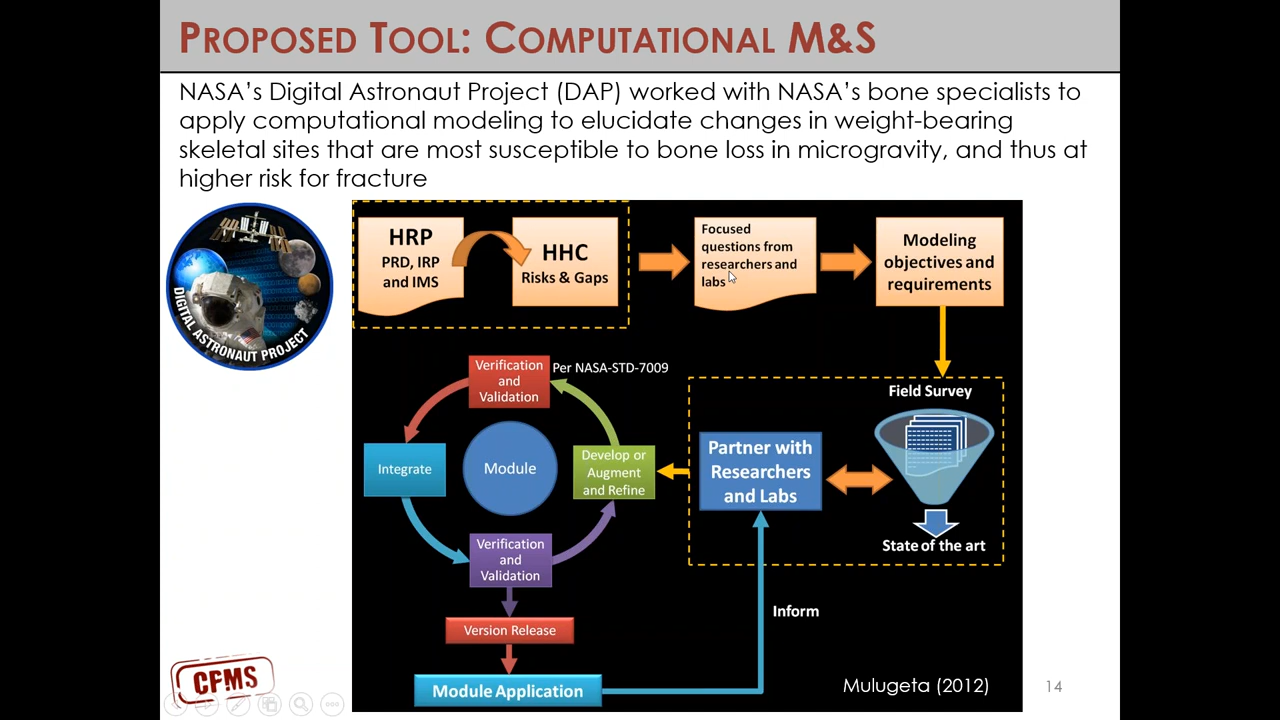 PROPOSED TOOL: COMPUTATIONAL M&S
NASA's Digital Astronaut Project (DAP) worked with NASA's bone specialists to
apply computational modeling to elucidate changes in weight-bearing
skeletal sites that are most susceptible to bone loss in microgravity, and thus at
higher risk for fracture
DIGITAL ASTRONAUT PROJECT
HRP
PRD, IRP
and IMS
HHC
Risks & Gaps
Focused
questions from
researchers and
labs
Modeling
objectives and
requirements
Field Survey
State of the art
Partner with
Researchers
and Labs
Verification
and
Validation
Per NASA-STD-7009
Integrate
Module
Develop or
Augment
and Refine
Verification
and
Validation
Version Release
Module Application
Inform
Mulugeta (2012)
14
CPMS